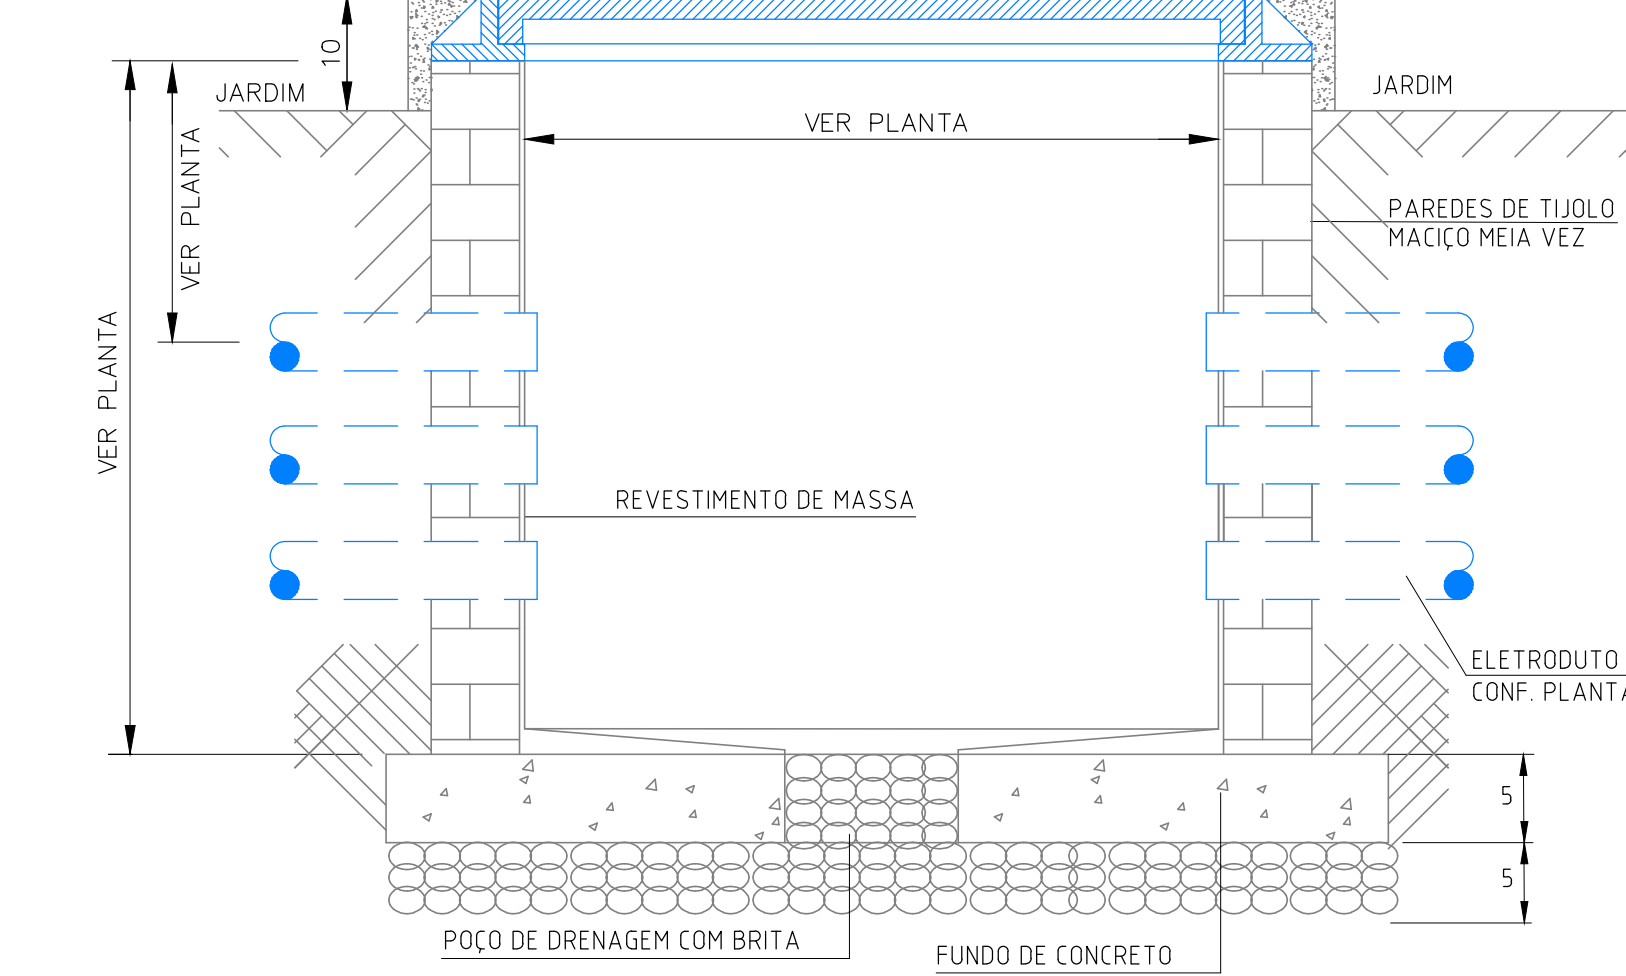 10
JARDIM
JARDIM
VER PLANTA
VER PLANTA
PAREDES DE TIJOLO
MACIÇO MEIA VEZ
VER PLANTA
REVESTIMENTO DE MASSA
ELETRODUTO
CONF. PLANTA
5
5
POÇO DE DRENAGEM COM BRITA
FUNDO DE CONCRETO